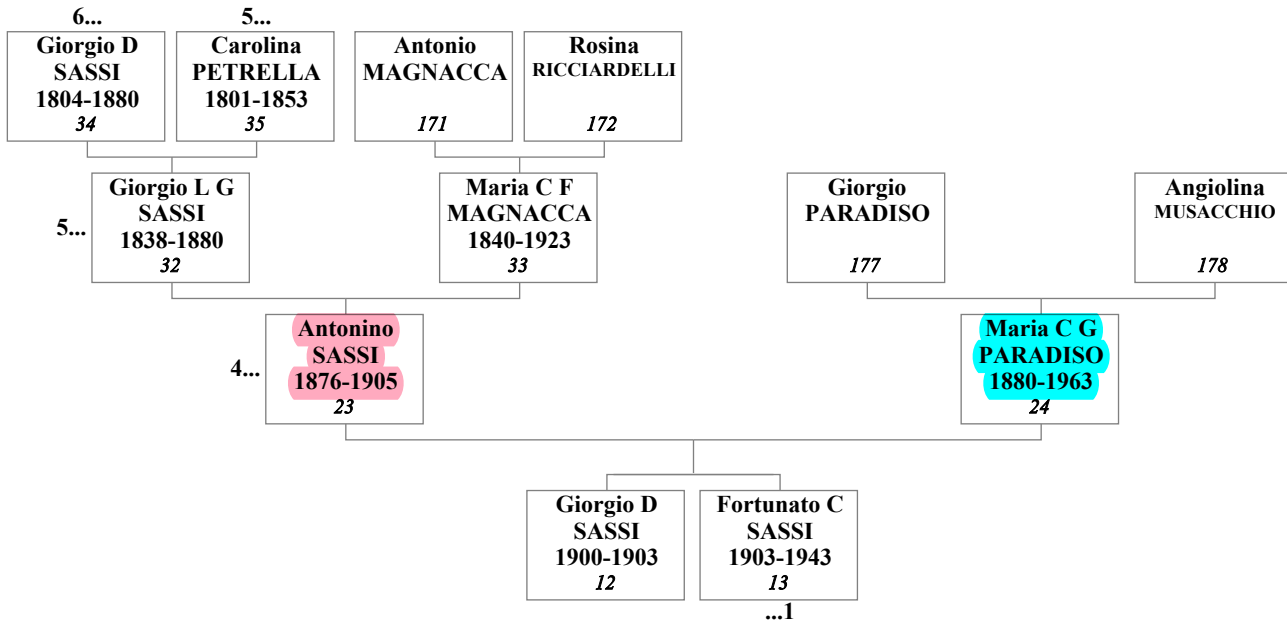 6...
5...
Giorgio D
SASSI
1804-1880
34
Carolina
PETRELLA
1801-1853
35
Antonio
MAGNACCA
171
Rosina
RICCIARDELLI
172
5...
Giorgio L G
SASSI
1838-1880
32
Maria C F
MAGNACCA
1840-1923
33
Giorgio
PARADISO
177
Angiolina
MUSACCHIO
178
4...
Antonino
SASSI
1876-1905
23
Maria C G
PARADISO
1880-1963
24
Giorgio D
SASSI
1900-1903
12
Fortunato C
SASSI
1903-1943
13
...1